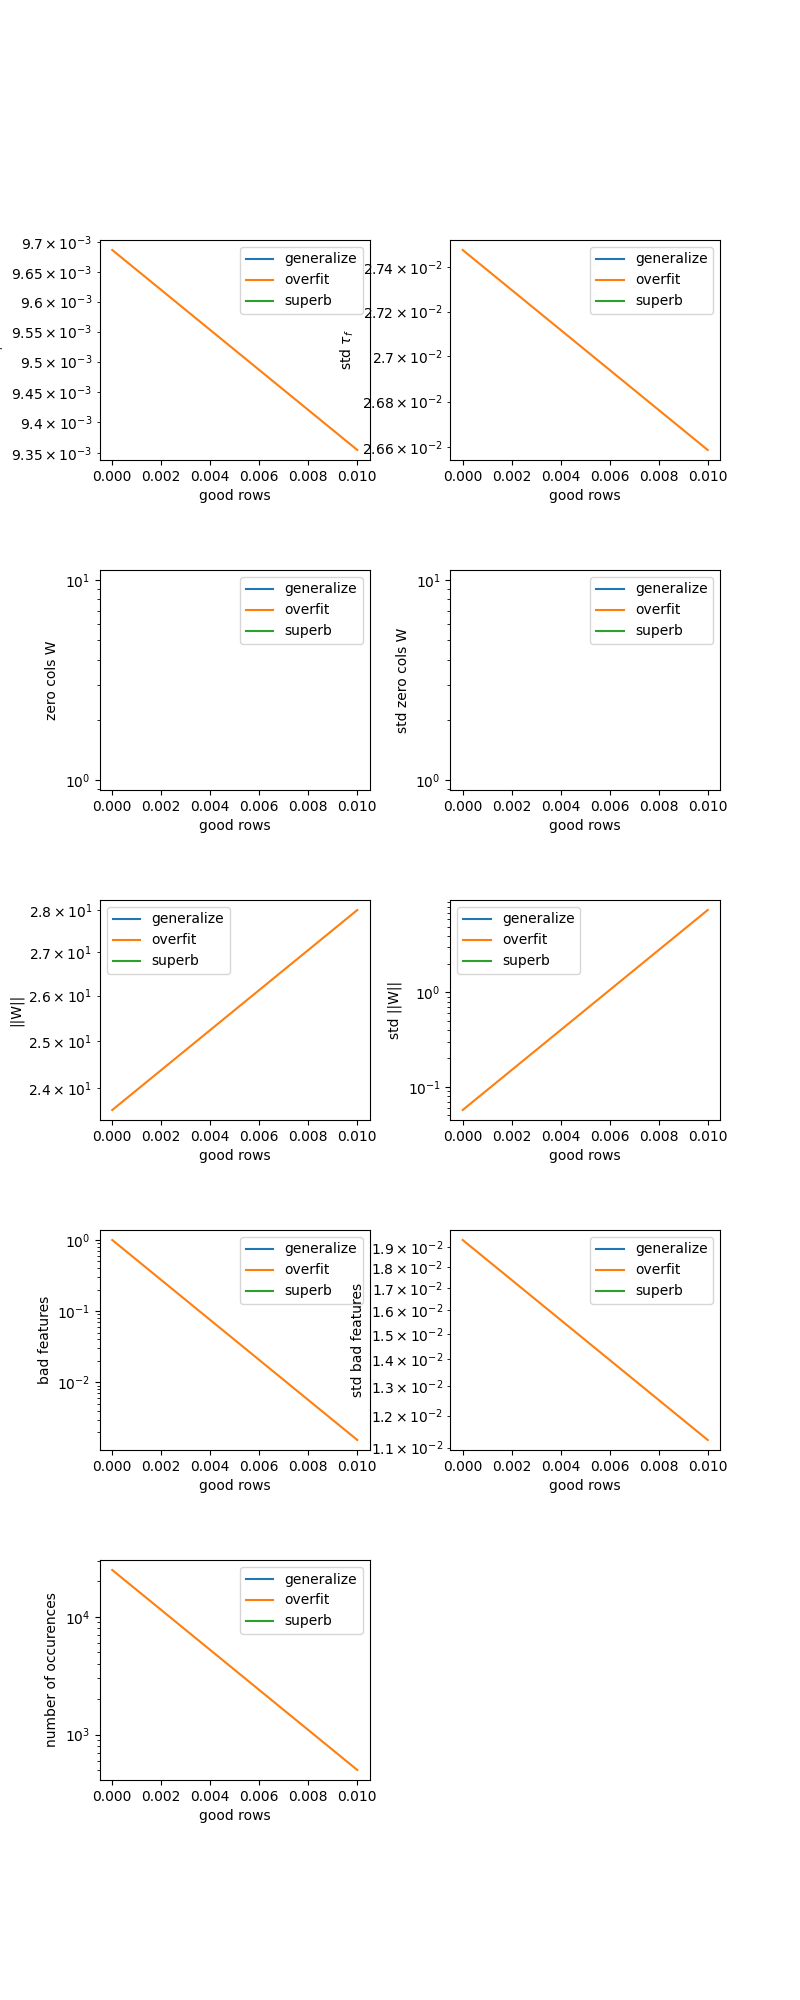 9.7 × 10⁻³
9.65 × 10⁻³
9.6 × 10⁻³
9.55 × 10⁻³
9.5 × 10⁻³
9.45 × 10⁻³
9.4 × 10⁻³
9.35 × 10⁻³
generalize
overfit
superb
0.000 0.002 0.004 0.006 0.008 0.010
good rows
std τ_f
2.74 × 10⁻²
2.72 × 10⁻²
2.7 × 10⁻²
2.68 × 10⁻²
2.66 × 10⁻²
generalize
overfit
superb
0.000 0.002 0.004 0.006 0.008 0.010
good rows
zero cols W
10¹
10⁰
generalize
overfit
superb
0.000 0.002 0.004 0.006 0.008 0.010
good rows
std zero cols W
10¹
10⁰
generalize
overfit
superb
0.000 0.002 0.004 0.006 0.008 0.010
good rows
||W||
2.8 × 10¹
2.7 × 10¹
2.6 × 10¹
2.5 × 10¹
2.4 × 10¹
generalize
overfit
superb
0.000 0.002 0.004 0.006 0.008 0.010
good rows
std ||W||
10⁰
10⁻¹
generalize
overfit
superb
0.000 0.002 0.004 0.006 0.008 0.010
good rows
bad features
10⁰
10⁻¹
10⁻²
generalize
overfit
superb
0.000 0.002 0.004 0.006 0.008 0.010
good rows
std bad features
1.9 × 10⁻²
1.8 × 10⁻²
1.7 × 10⁻²
1.6 × 10⁻²
1.5 × 10⁻²
1.4 × 10⁻²
1.3 × 10⁻²
1.2 × 10⁻²
1.1 × 10⁻²
generalize
overfit
superb
0.000 0.002 0.004 0.006 0.008 0.010
good rows
number of occurences
10⁴
10³
generalize
overfit
superb
0.000 0.002 0.004 0.006 0.008 0.010
good rows